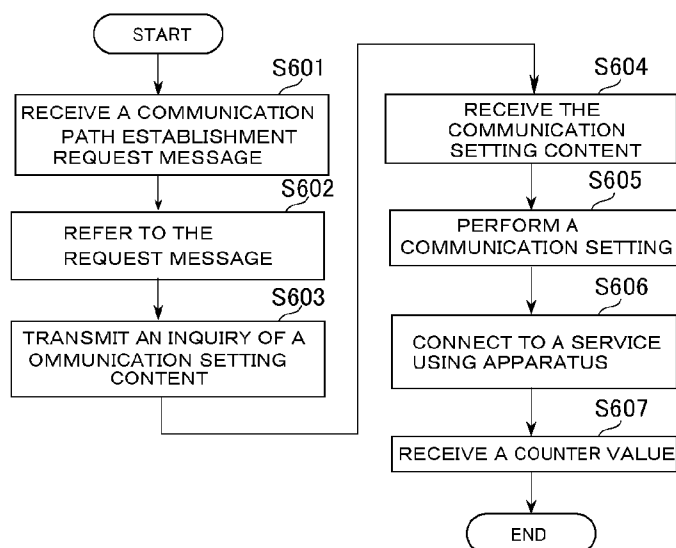 START
S601
RECEIVE A COMMUNICATION
PATH ESTABLISHMENT
REQUEST MESSAGE
S602
REFER TO THE
REQUEST MESSAGE
S603
TRANSMIT AN INQUIRY OF A
OMMUNICATION SETTING
CONTENT
S604
RECEIVE THE
COMMUNICATION
SETTING CONTENT
S605
PERFORM A
COMMUNICATION SETTING
S606
CONNECT TO A SERVICE
USING APPARATUS
S607
RECEIVE A COUNTER VALUE
END